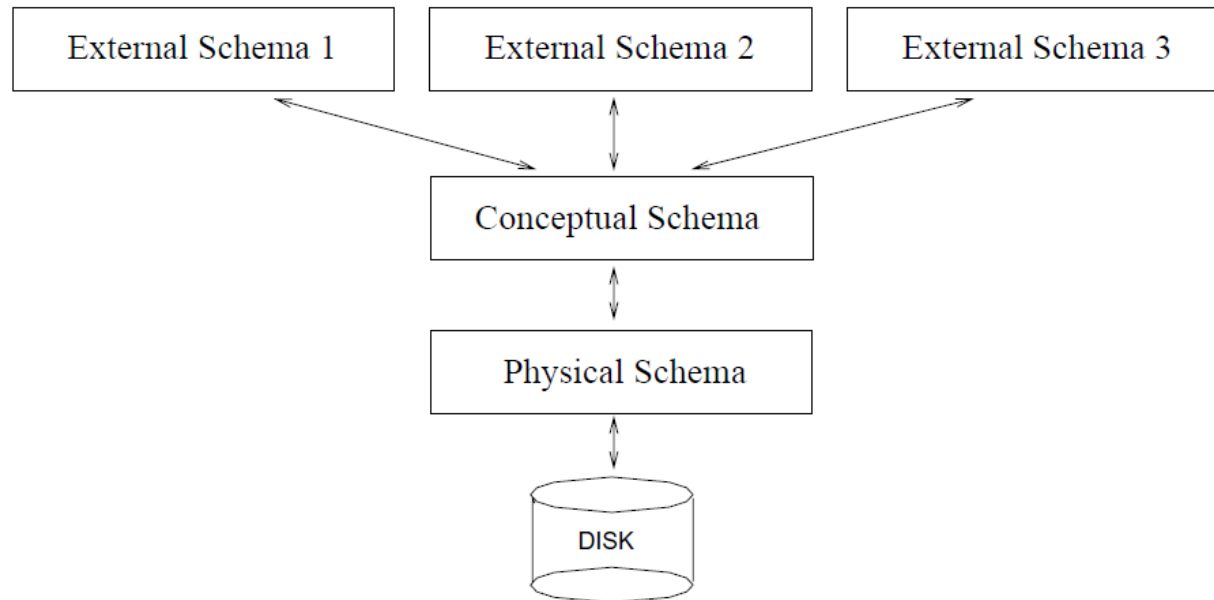 External Schema 1
External Schema 2
External Schema 3
Conceptual Schema
Physical Schema
DISK